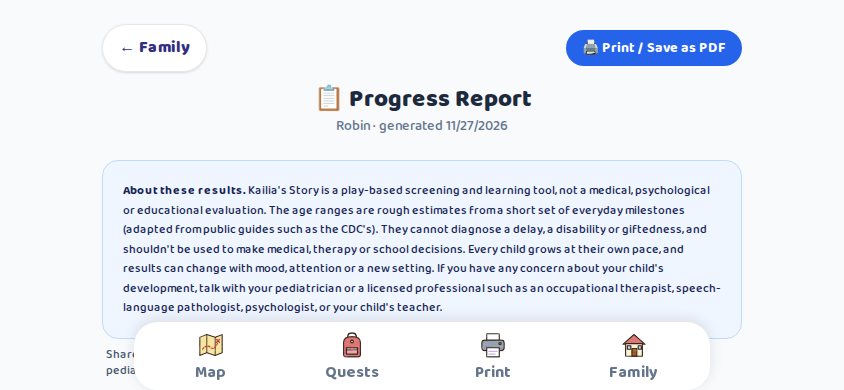 ← Family
🖨️ Print / Save as PDF
📋 Progress Report
Robin · generated 11/27/2026
About these results. Kailia's Story is a play-based screening and learning tool, not a medical, psychological
or educational evaluation. The age ranges are rough estimates from a short set of everyday milestones
(adapted from public guides such as the CDC's). They cannot diagnose a delay, a disability or giftedness, and
shouldn't be used to make medical, therapy or school decisions. Every child grows at their own pace, and
results can change with mood, attention or a new setting. If you have any concern about your child's
development, talk with your pediatrician or a licensed professional such as an occupational therapist, speech-
language pathologist, psychologist, or your child's teacher.
Map
Quests
Print
Family